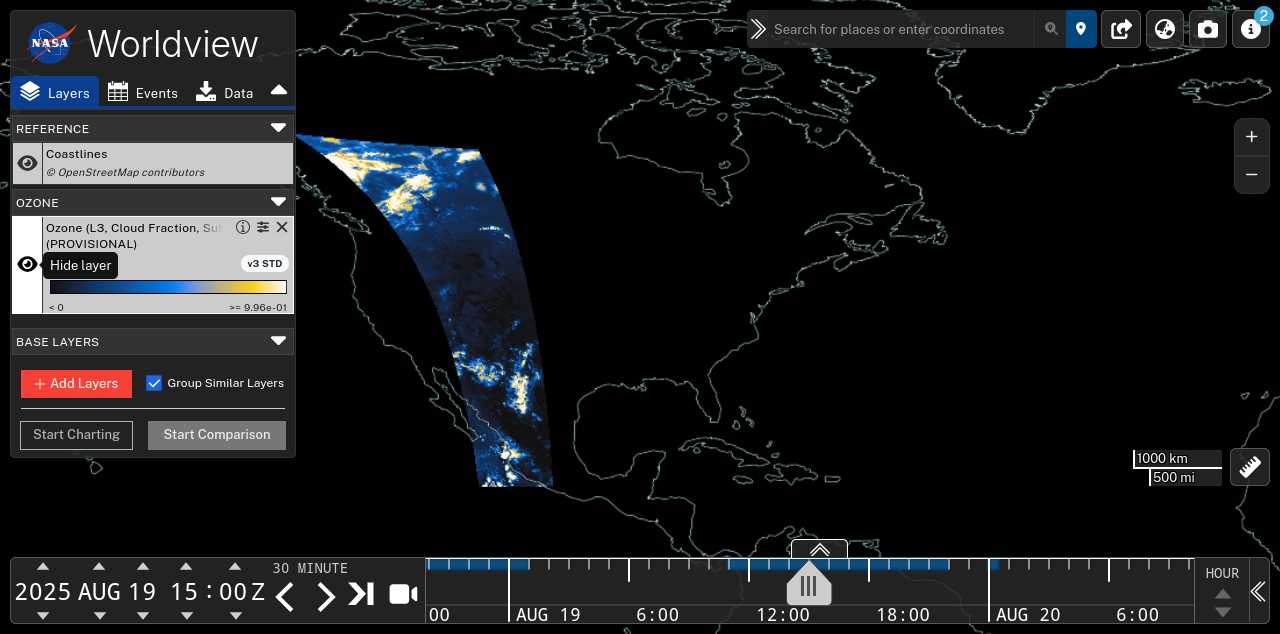 NASA
Worldview
Layers
Events
Data
REFERENCE
Coastlines
© OpenStreetMap contributors
OZONE
Ozone (L3, Cloud Fraction,
(PROVISIONAL)
Hide layer
v3 STD
< 0
>= 9.96e-01
BASE LAYERS
+ Add Layers
Group Similar Layers
Start Charting
Start Comparison
Search for places or enter coordinates
2
+
−
1000 km
500 mi
2025 AUG 19 15 : 00 Z
30 MINUTE
00
AUG 19
6:00
12:00
18:00
AUG 20
6:00
HOUR